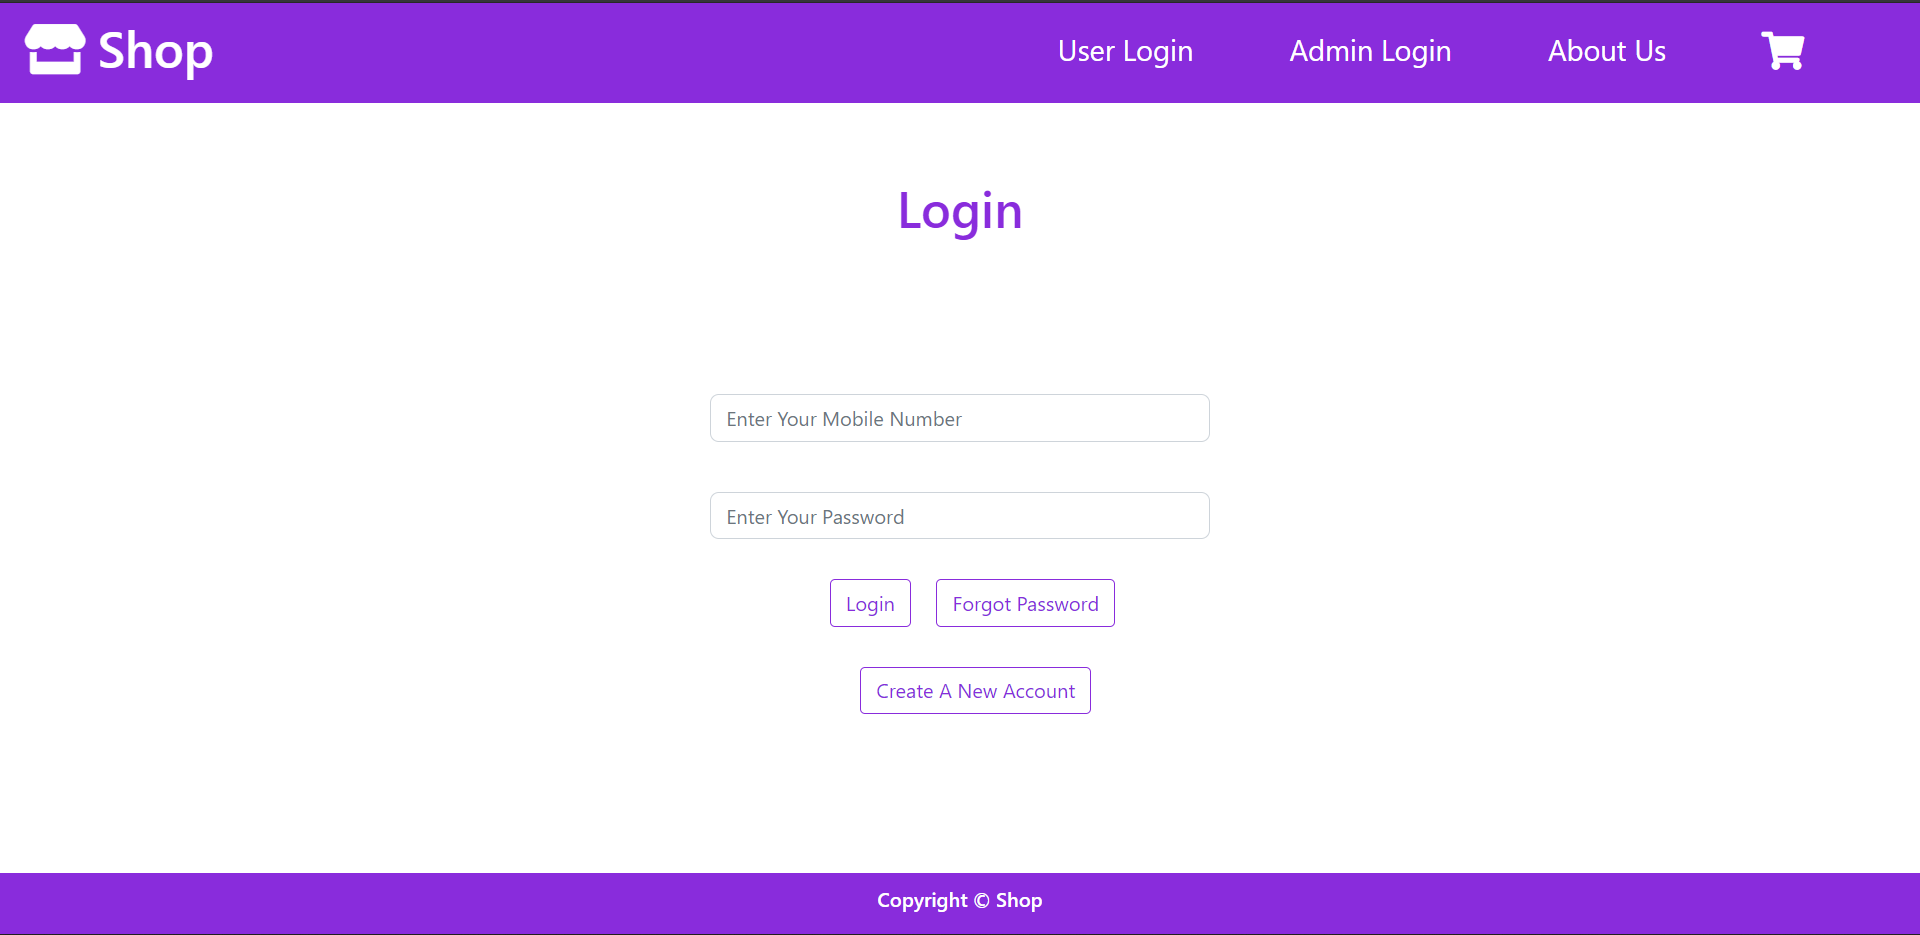 Shop User Login Admin Login About Us
Login
Enter Your Mobile Number
Enter Your Password
Login Forgot Password
Create A New Account
Copyright © Shop